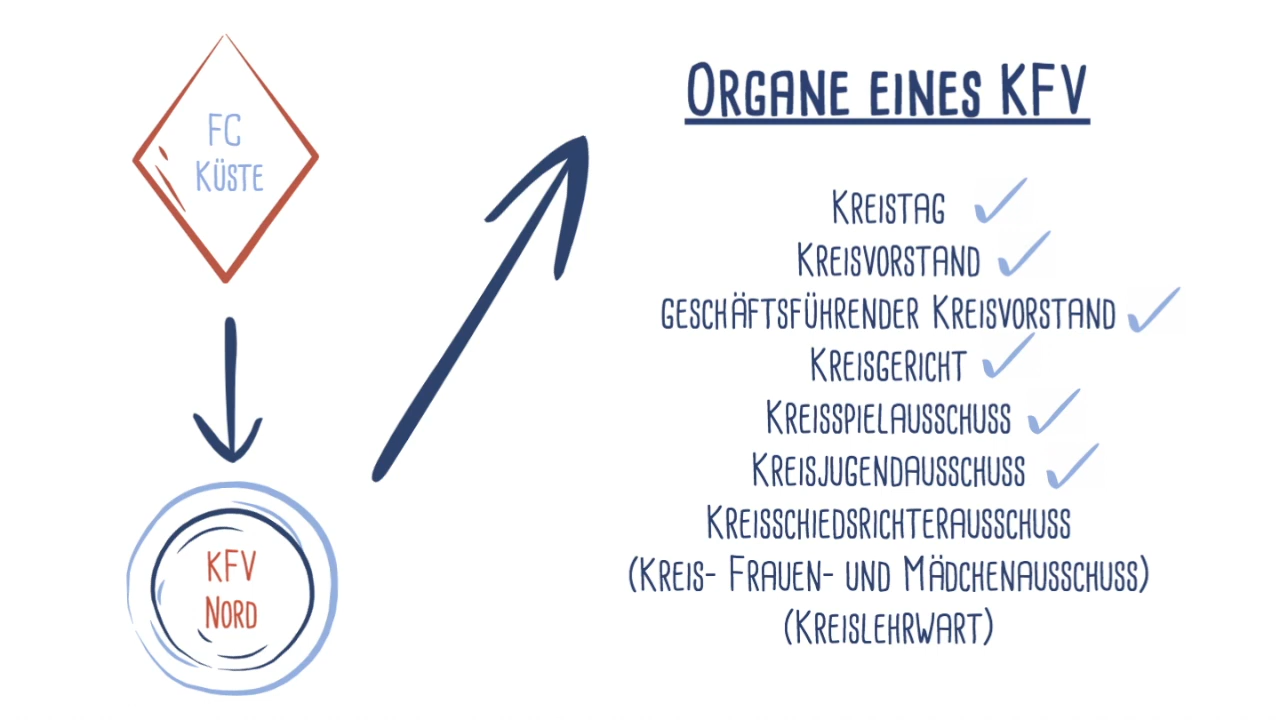 FC
KÜSTE
KFV
NORD
ORGANE EINES KFV
KREISTAG
KREISVORSTAND
GESCHÄFTSFÜHRENDER KREISVORSTAND
KREISGERICHT
KREISSPIELAUSSCHUSS
KREISJUGENDAUSSCHUSS
KREISSCHIEDSRICHTERAUSSCHUSS
(KREIS- FRAUEN- UND MÄDCHENAUSSCHUSS)
(KREISLEHRWART)